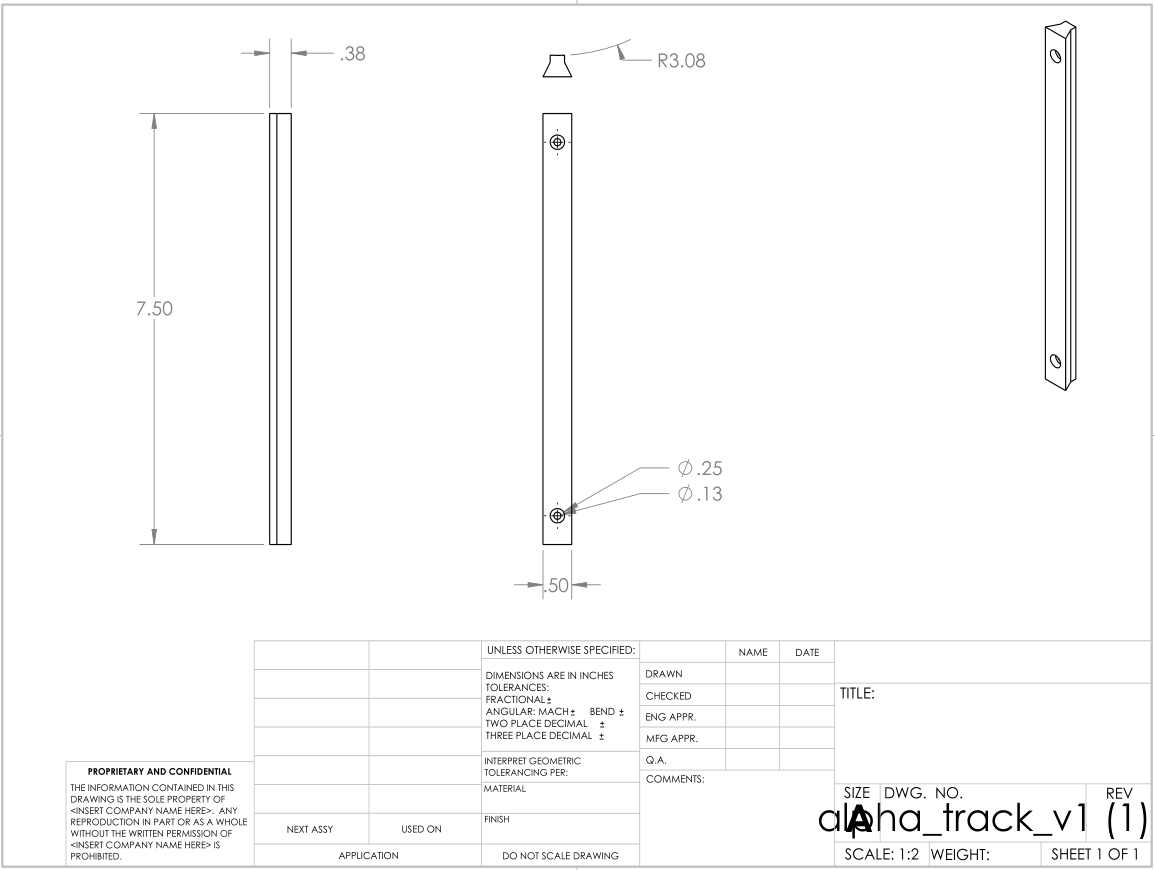 .38
R3.08
7.50
Ø.25
Ø.13
.50
UNLESS OTHERWISE SPECIFIED:
DIMENSIONS ARE IN INCHES
TOLERANCES:
FRACTIONAL ±
ANGULAR: MACH ± BEND ±
TWO PLACE DECIMAL ±
THREE PLACE DECIMAL ±
INTERPRET GEOMETRIC
TOLERANCING PER:
MATERIAL
FINISH
DO NOT SCALE DRAWING
NAME DATE
DRAWN
CHECKED
ENG APPR.
MFG APPR.
Q.A.
COMMENTS:
TITLE:
SIZE DWG. NO. REV
A
alpha_track_v1 (1)
SCALE: 1:2 WEIGHT: SHEET 1 OF 1
PROPRIETARY AND CONFIDENTIAL
THE INFORMATION CONTAINED IN THIS
DRAWING IS THE SOLE PROPERTY OF
<INSERT COMPANY NAME HERE>. ANY
REPRODUCTION IN PART OR AS A WHOLE
WITHOUT THE WRITTEN PERMISSION OF
<INSERT COMPANY NAME HERE> IS
PROHIBITED.
NEXT ASSY USED ON
APPLICATION